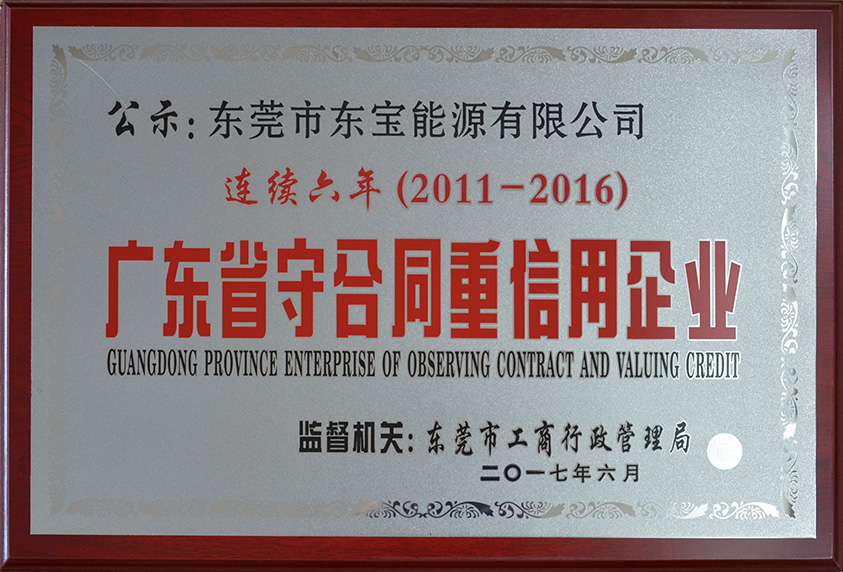 公示：东莞市东宝能源有限公司
连续六年(2011－2016)
广东省守合同重信用企业
GUANGDONG PROVINCE ENTERPRISE OF OBSERVING CONTRACT AND VALUING CREDIT
监督机关：东莞市工商行政管理局
二〇一七年六月